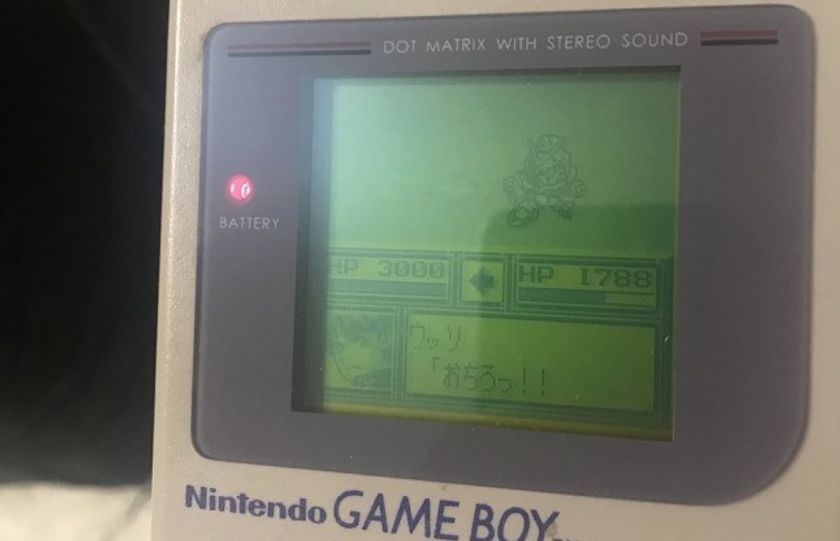 DOT MATRIX WITH STEREO SOUND
BATTERY
HP 3000
HP 1788
ウッソ
「おちろっ!!
Nintendo GAME BOY